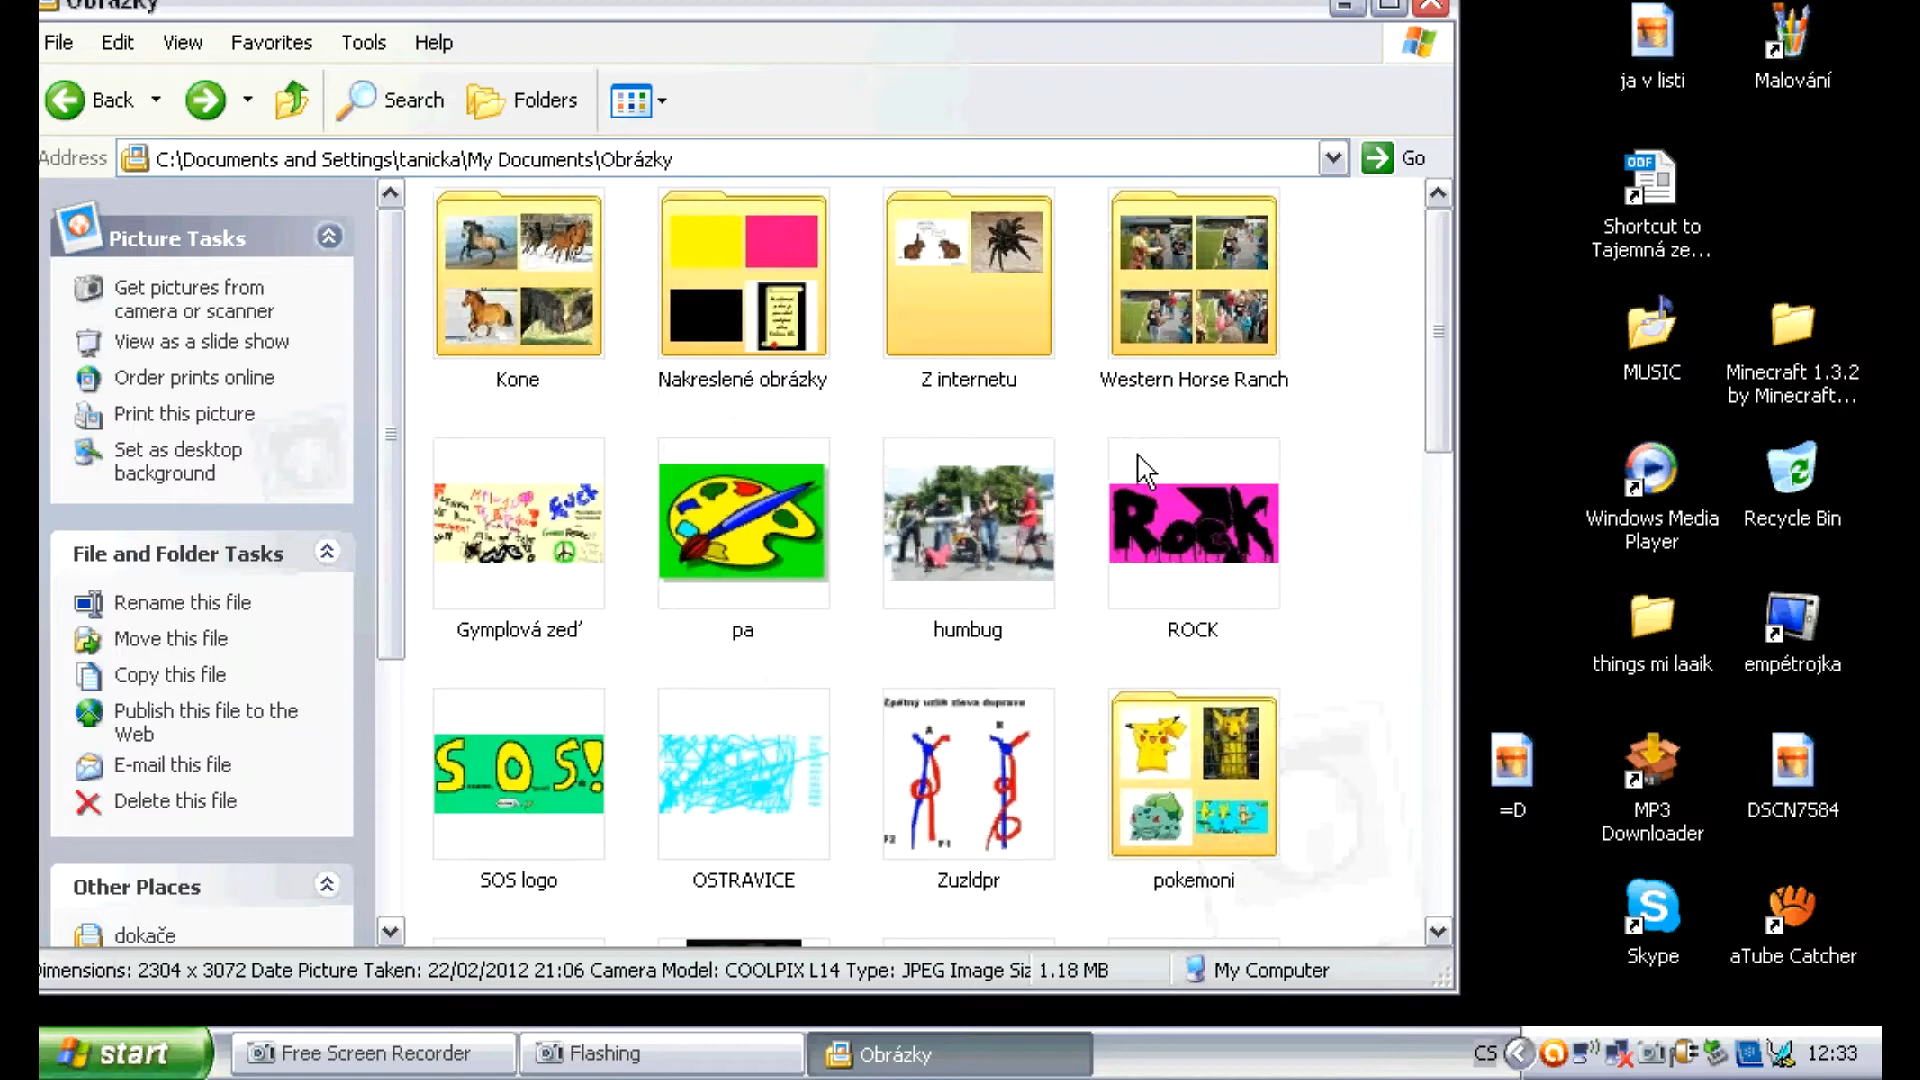 Obrázky
File Edit View Favorites Tools Help
Back Search Folders
Address C:\Documents and Settings\tanicka\My Documents\Obrázky Go
Picture Tasks
Get pictures from
camera or scanner
View as a slide show
Order prints online
Print this picture
Set as desktop
background
File and Folder Tasks
Rename this file
Move this file
Copy this file
Publish this file to the
Web
E-mail this file
Delete this file
Other Places
dokače
Kone
Nakreslené obrázky
Z internetu
Western Horse Ranch
Gymplová zeď
pa
humbug
ROCK
ROCK
S.O.S!
SOS logo
OSTRAVICE
Zpětný uzlík zleva doprava
Zuzldpr
pokemoni
imensions: 2304 x 3072 Date Picture Taken: 22/02/2012 21:06 Camera Model: COOLPIX L14 Type: JPEG Image Siz 1.18 MB My Computer
ja v listi
Malování
ODF
Shortcut to
Tajemná ze...
MUSIC
Minecraft 1.3.2
by Minecraft...
Windows Media
Player
Recycle Bin
things mi laaik
empétrojka
=D
MP3
Downloader
DSCN7584
Skype
aTube Catcher
start Free Screen Recorder Flashing Obrázky CS 12:33